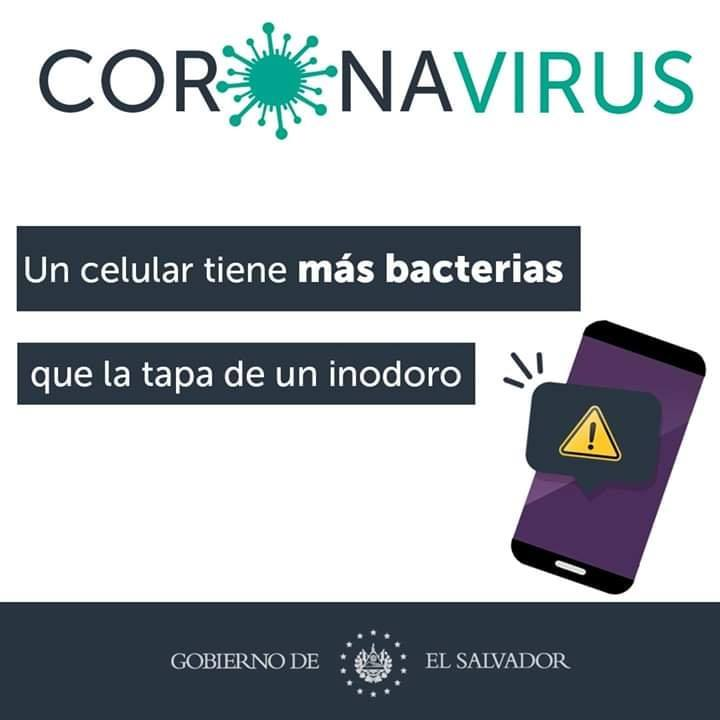 CORONAVIRUS
Un celular tiene más bacterias
que la tapa de un inodoro
GOBIERNO DE EL SALVADOR